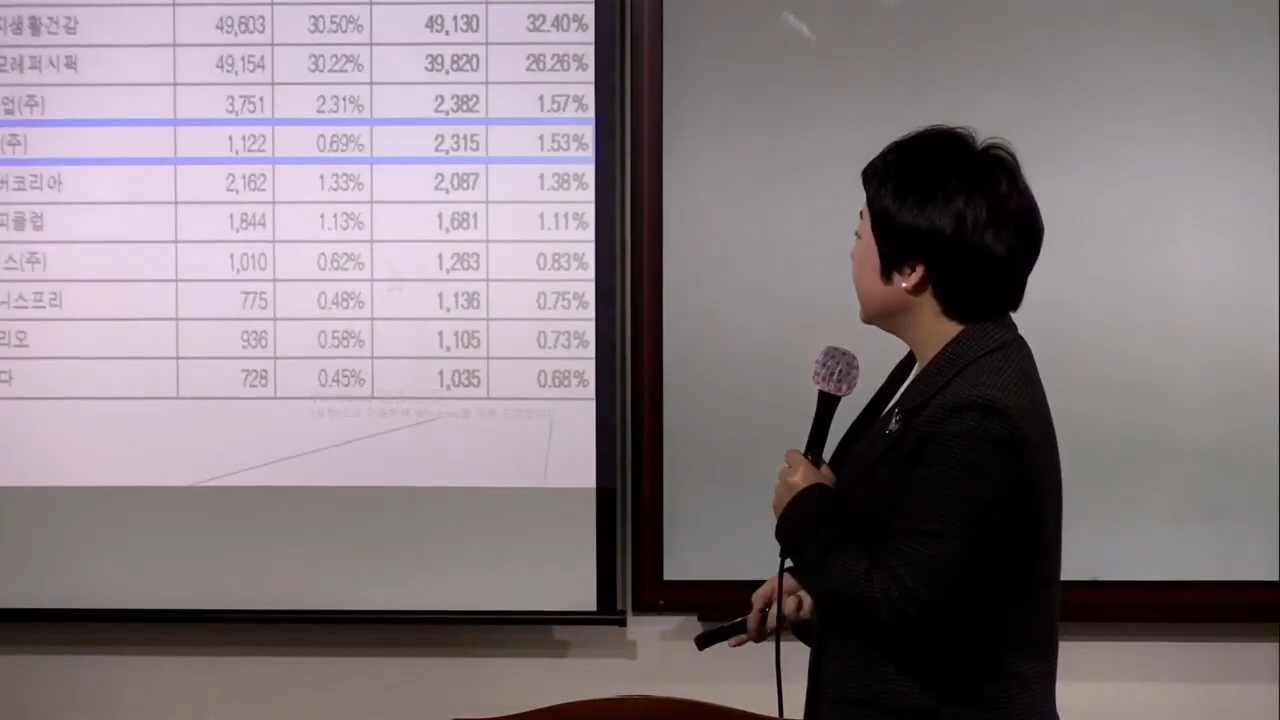 지생활건강 49,603 30.50% 49,130 32.40%
모레퍼시픽 49,154 30.22% 39,820 26.26%
업(주) 3,751 2.31% 2,382 1.57%
(주) 1,122 0.69% 2,315 1.53%
버코리아 2,162 1.33% 2,087 1.38%
피클럽 1,844 1.13% 1,681 1.11%
스(주) 1,010 0.62% 1,263 0.83%
니스프리 775 0.48% 1,136 0.75%
리오 936 0.58% 1,105 0.73%
다 728 0.45% 1,035 0.68%